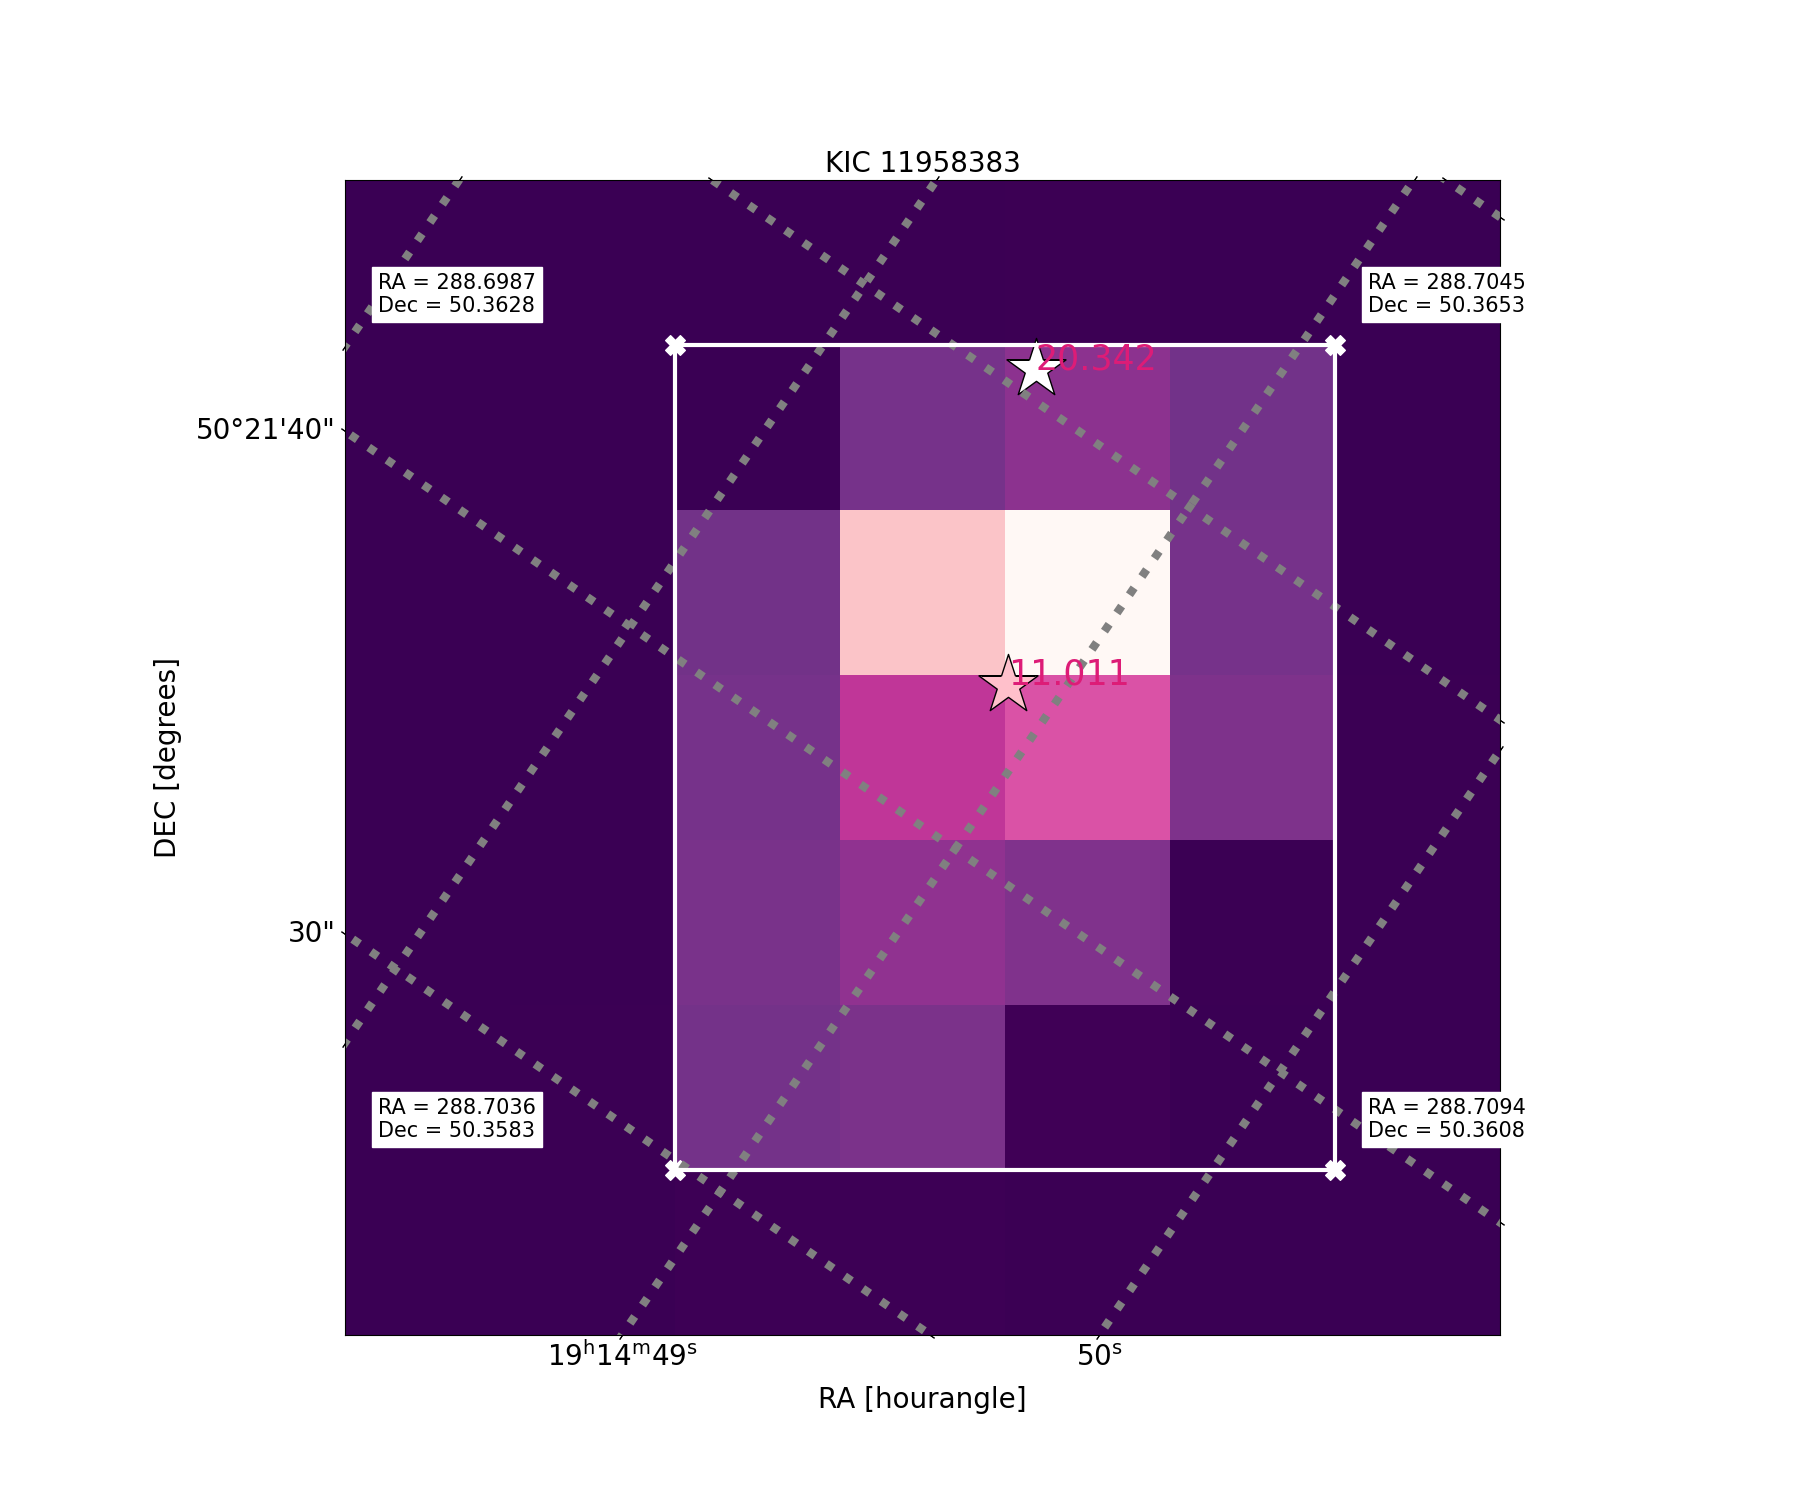 KIC 11958383
RA = 288.6987
Dec = 50.3628
RA = 288.7045
Dec = 50.3653
20.342
50°21'40"
11.011
DEC [degrees]
30"
RA = 288.7036
Dec = 50.3583
RA = 288.7094
Dec = 50.3608
19h14m49s
50s
RA [hourangle]